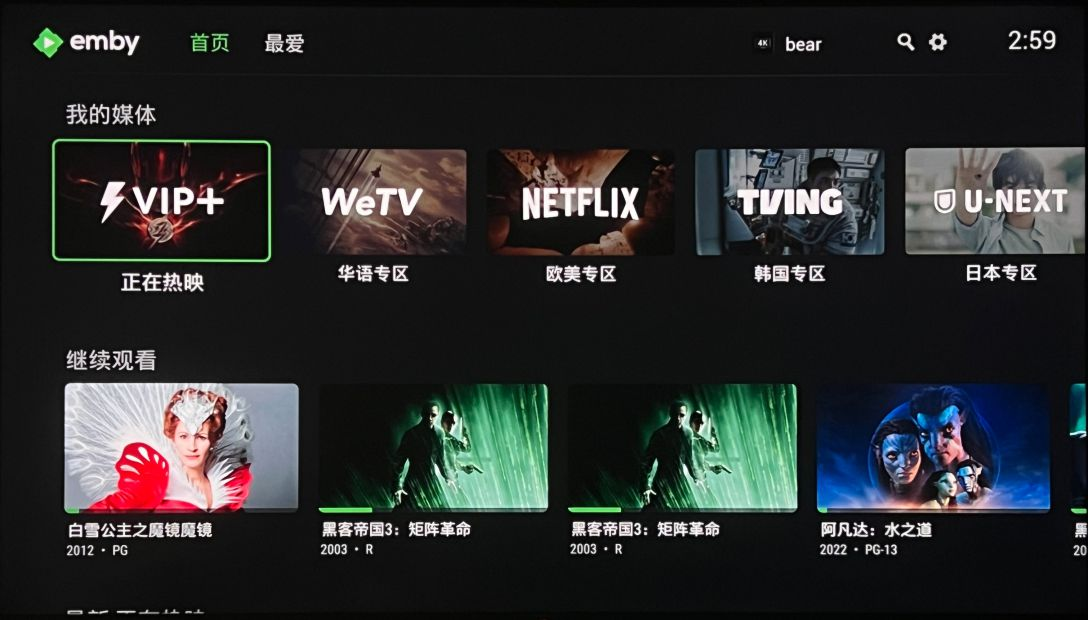 emby 首页 最爱 4K bear 2:59
我的媒体
VIP+ WeTV NETFLIX TVING U-NEXT
正在热映 华语专区 欧美专区 韩国专区 日本专区
继续观看
白雪公主之魔镜魔镜 黑客帝国3：矩阵革命 黑客帝国3：矩阵革命 阿凡达：水之道
2012 • PG 2003 • R 2003 • R 2022 • PG-13